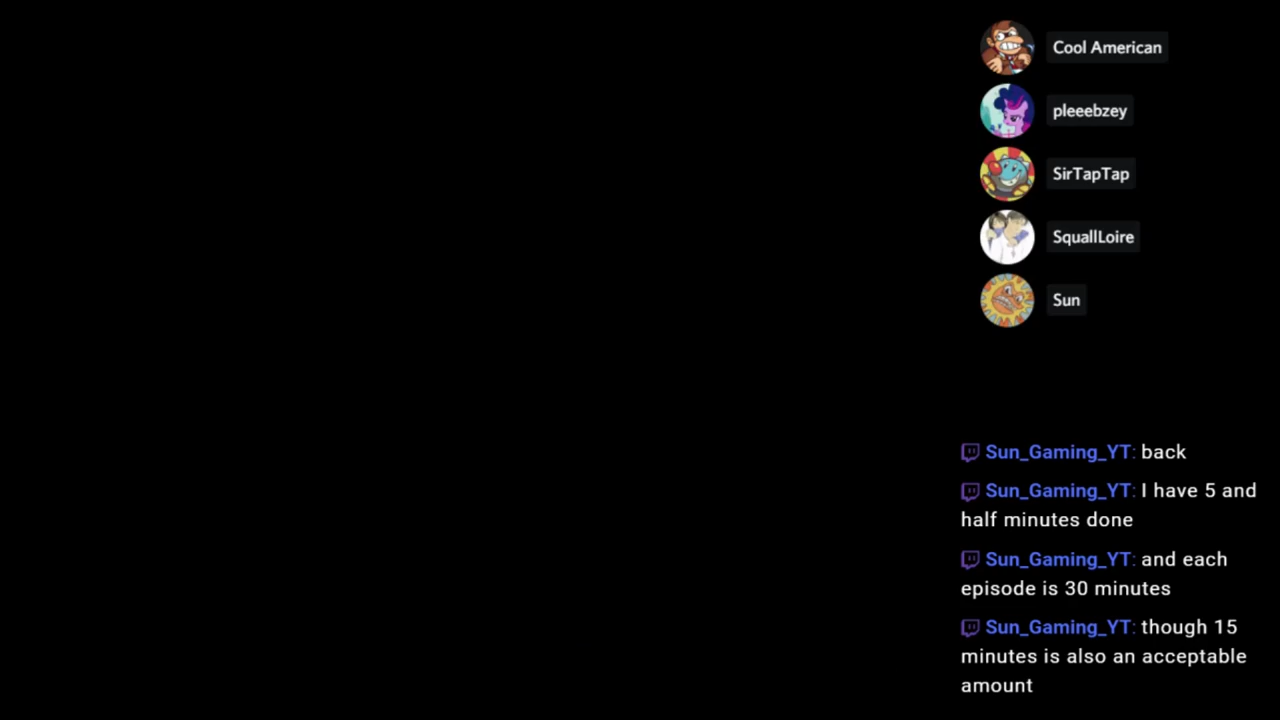 Cool American
pleeebzey
SirTapTap
SquallLoire
Sun
Sun_Gaming_YT: back
Sun_Gaming_YT: I have 5 and
half minutes done
Sun_Gaming_YT: and each
episode is 30 minutes
Sun_Gaming_YT: though 15
minutes is also an acceptable
amount